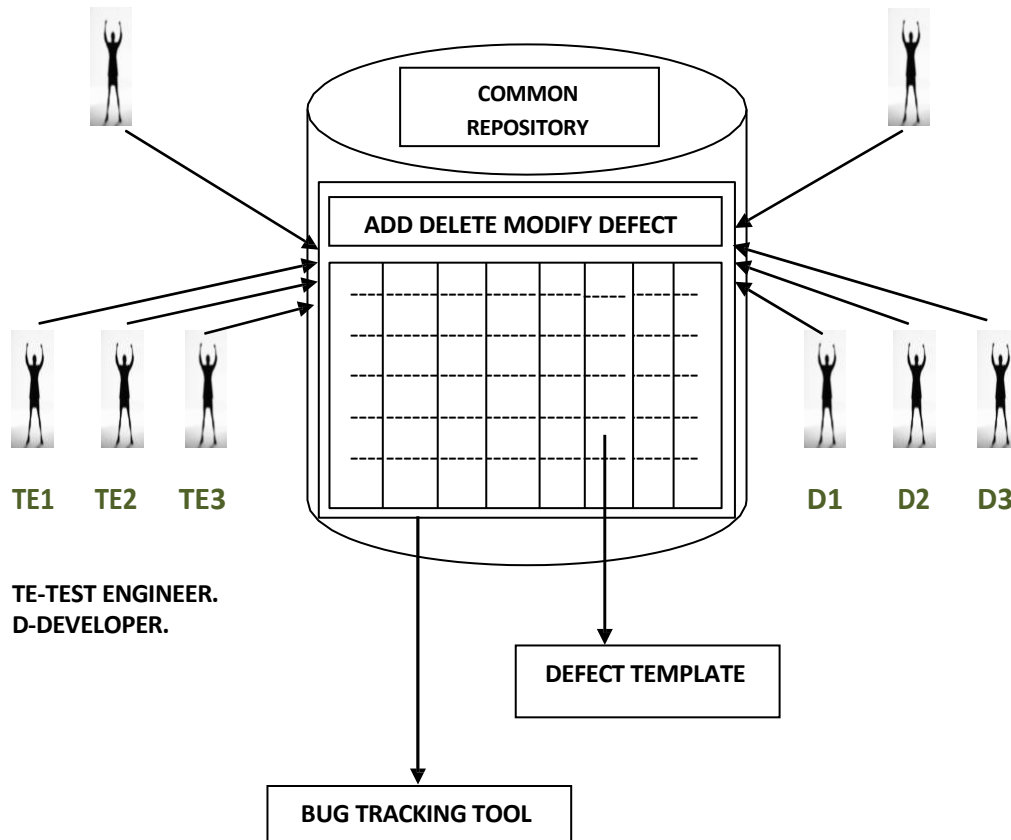 COMMON
REPOSITORY
ADD DELETE MODIFY DEFECT
TE1 TE2 TE3
D1 D2 D3
TE-TEST ENGINEER.
D-DEVELOPER.
DEFECT TEMPLATE
BUG TRACKING TOOL